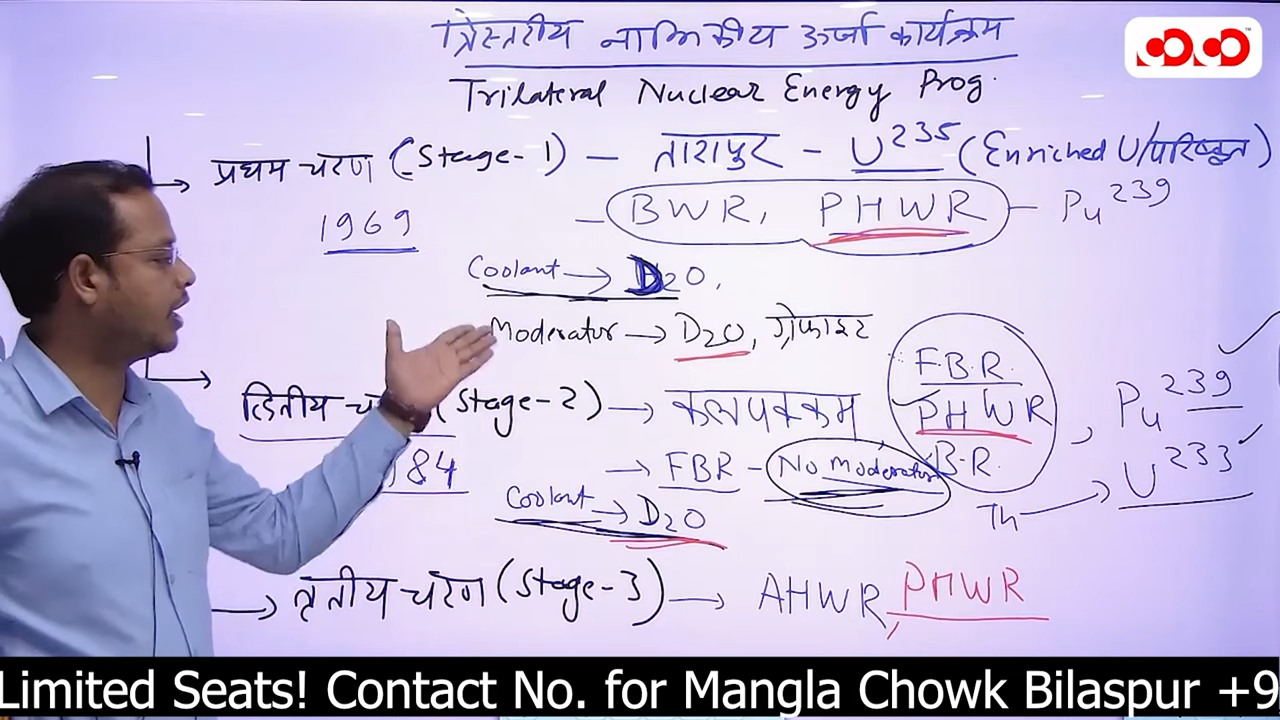 त्रिस्तरीय नाभिकीय ऊर्जा कार्यक्रम
Trilateral Nuclear Energy Prog.
प्रथम चरण (Stage-1) – तारापुर – U235 (Enriched U/परिष्कृत)
1969 – BWR, PHWR – Pu239
Coolant → D2O,
Moderator → D2O, ग्रेफाइट
F.B.R.
द्वितीय (Stage-2) → कलपक्कम PHWR, Pu239
84 → FBR – No moderator B.R. U233
Coolant → D2O Th →
→ तृतीय चरण (Stage-3) → AHWR, PHWR
Limited Seats! Contact No. for Mangla Chowk Bilaspur +9